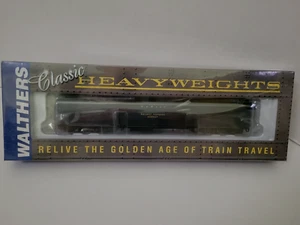 WALTHERS
Classic
HEAVYWEIGHTS
RELIVE THE GOLDEN AGE OF TRAIN TRAVEL